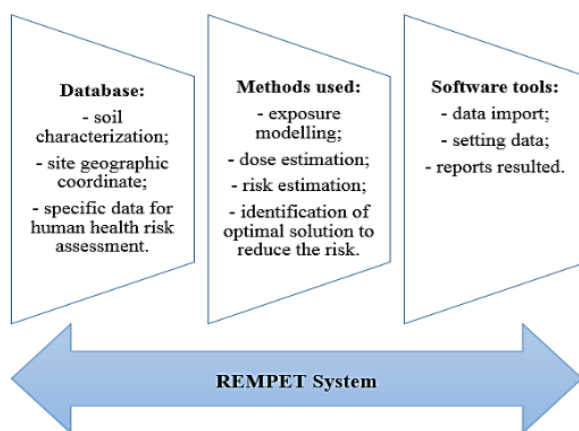 Database:
- soil
characterization;
- site geographic
coordinate;
- specific data for
human health risk
assessment.
Methods used:
- exposure
modelling;
- dose estimation;
- risk estimation;
- identification of
optimal solution to
reduce the risk.
Software tools:
- data import;
- setting data;
- reports resulted.
REMPET System